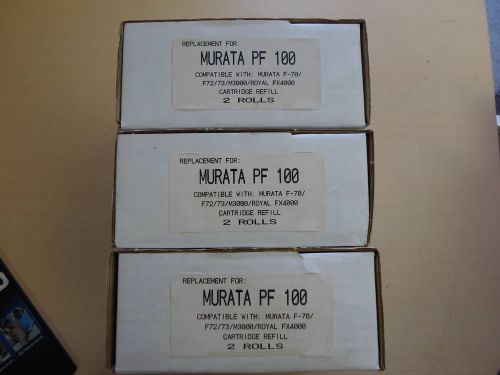 REPLACEMENT FOR:
MURATA PF 100
COMPATIBLE WITH: MURATA F-70/
F72/73/M3000/ROYAL FX4000
CARTRIDGE REFILL
2 ROLLS
REPLACEMENT FOR:
MURATA PF 100
COMPATIBLE WITH: MURATA F-70/
F72/73/M3000/ROYAL FX4000
CARTRIDGE REFILL
2 ROLLS
REPLACEMENT FOR:
MURATA PF 100
COMPATIBLE WITH: MURATA F-70/
F72/73/M3000/ROYAL FX4000
CARTRIDGE REFILL
2 ROLLS